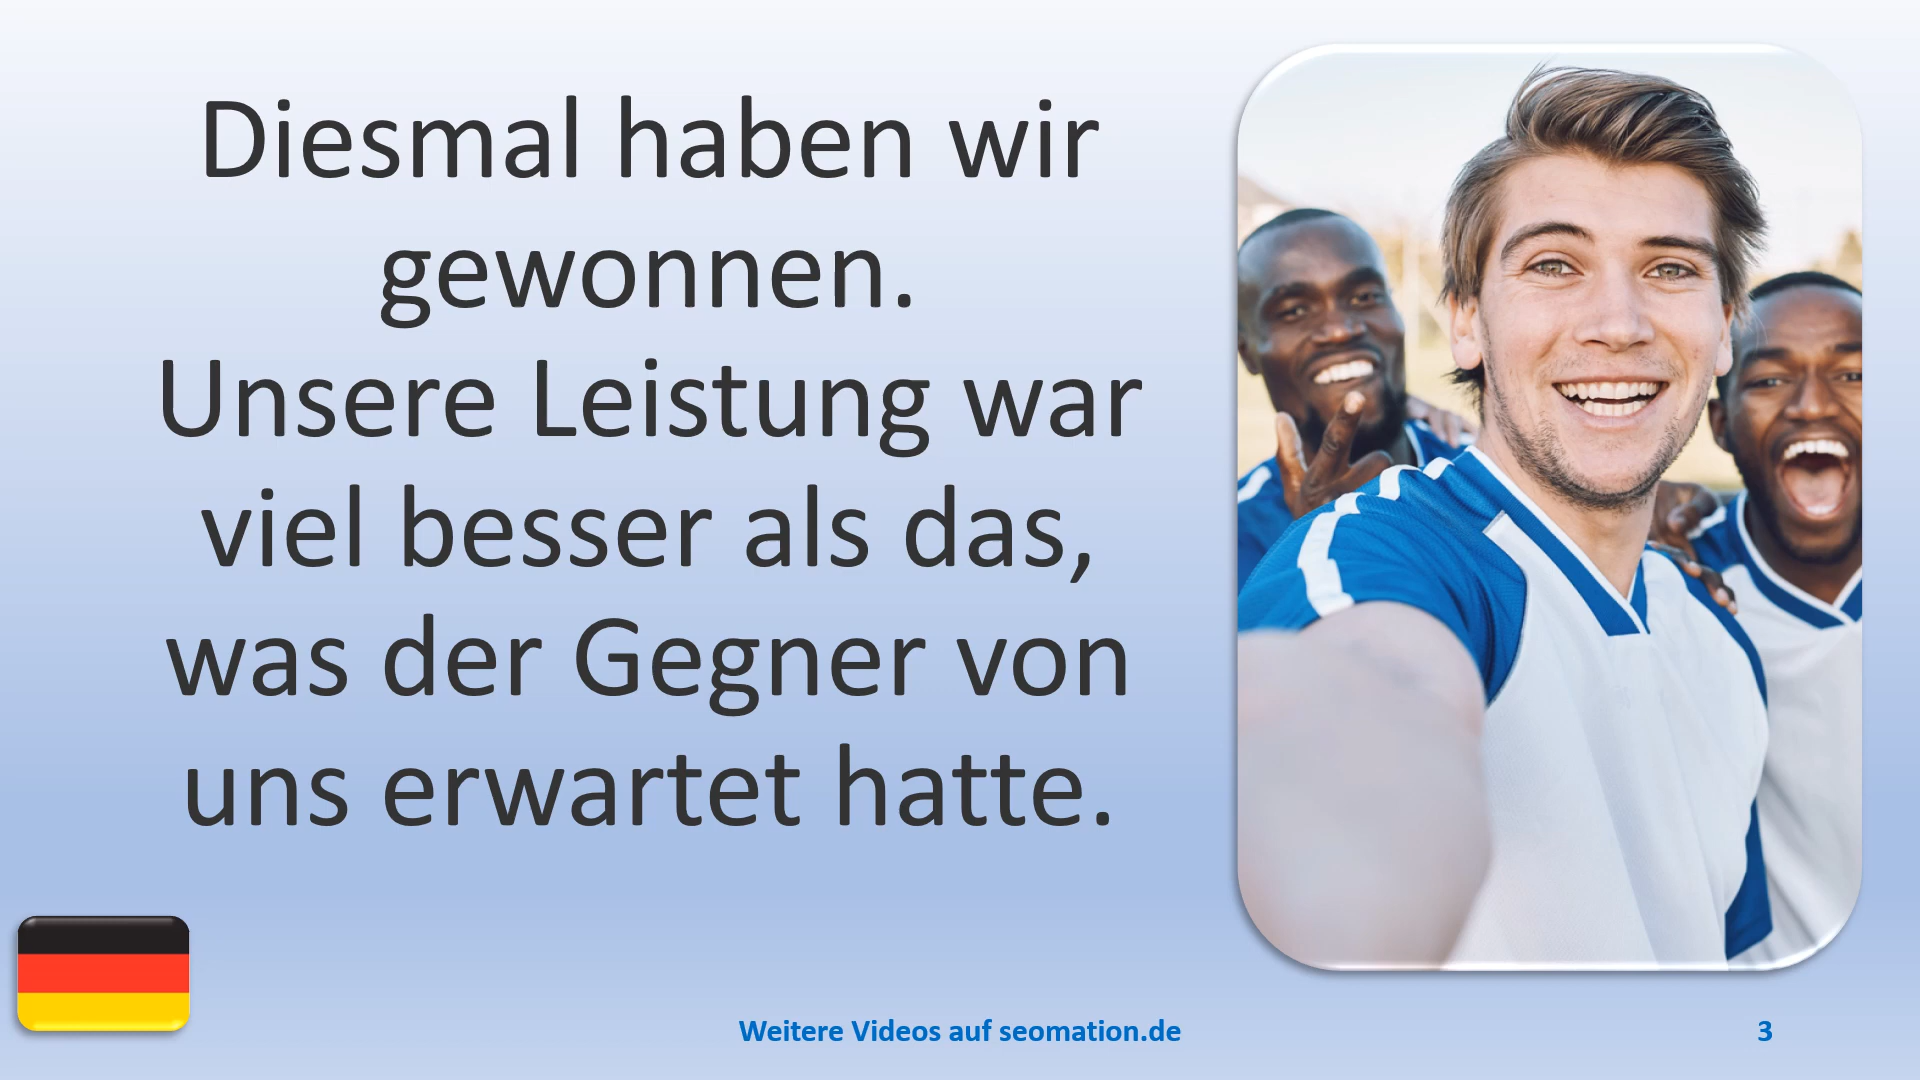 Diesmal haben wir
gewonnen.
Unsere Leistung war
viel besser als das,
was der Gegner von
uns erwartet hatte.
Weitere Videos auf seomation.de
3